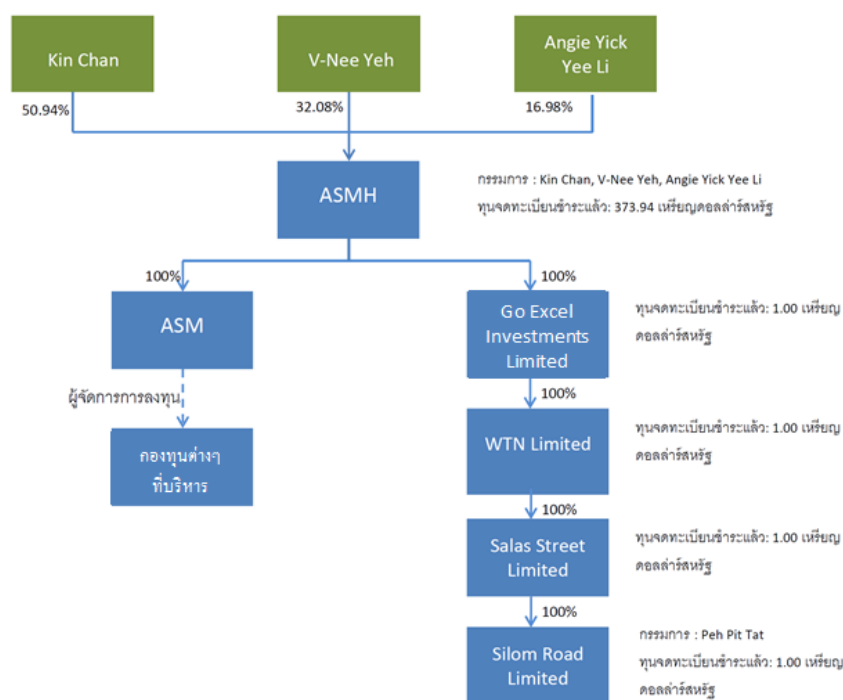 Kin Chan
V-Nee Yeh
Angie Yick
Yee Li
50.94%
32.08%
16.98%
ASMH
กรรมการ : Kin Chan, V-Nee Yeh, Angie Yick Yee Li
ทุนจดทะเบียนชำระแล้ว: 373.94 เหรียญดอลล่าร์สหรัฐ
100%
100%
ASM
Go Excel
Investments
Limited
ทุนจดทะเบียนชำระแล้ว: 1.00 เหรียญ
ดอลล่าร์สหรัฐ
ผู้จัดการการลงทุน
100%
กองทุนต่างๆ
ที่บริหาร
WTN Limited
ทุนจดทะเบียนชำระแล้ว: 1.00 เหรียญ
ดอลล่าร์สหรัฐ
100%
Salas Street
Limited
ทุนจดทะเบียนชำระแล้ว: 1.00 เหรียญ
ดอลล่าร์สหรัฐ
100%
Silom Road
Limited
กรรมการ : Peh Pit Tat
ทุนจดทะเบียนชำระแล้ว: 1.00 เหรียญ
ดอลล่าร์สหรัฐ